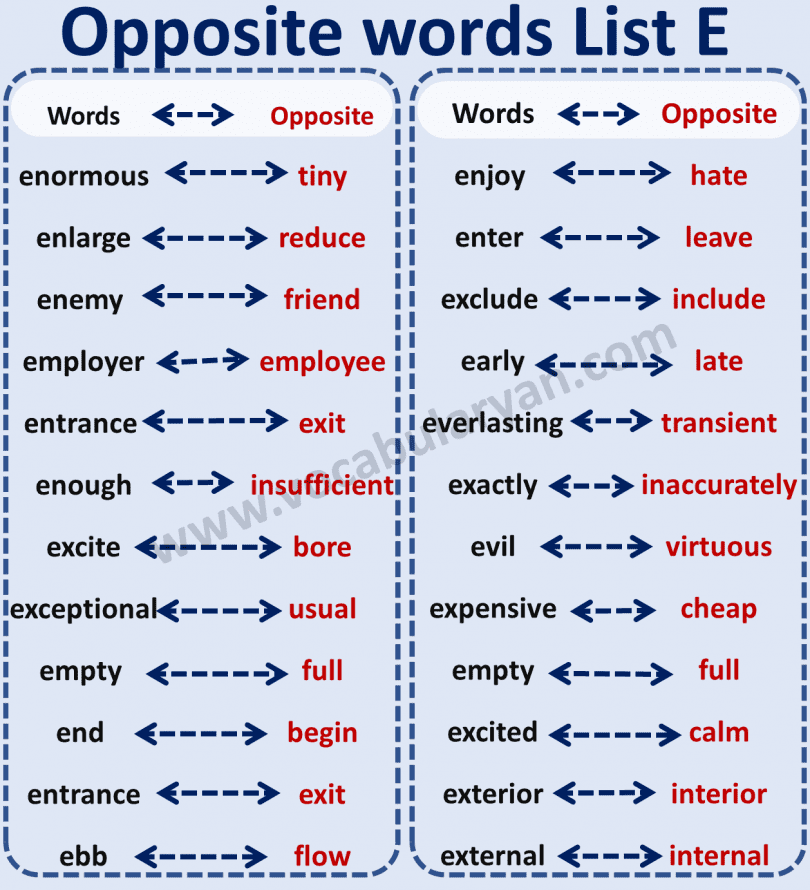 Opposite words List E
Words Opposite
enormous tiny
enlarge reduce
enemy friend
employer employee
entrance exit
enough insufficient
excite bore
exceptional usual
empty full
end begin
entrance exit
ebb flow
Words Opposite
enjoy hate
enter leave
exclude include
early late
everlasting transient
exactly inaccurately
evil virtuous
expensive cheap
empty full
excited calm
exterior interior
external internal
www.vocabularyan.com